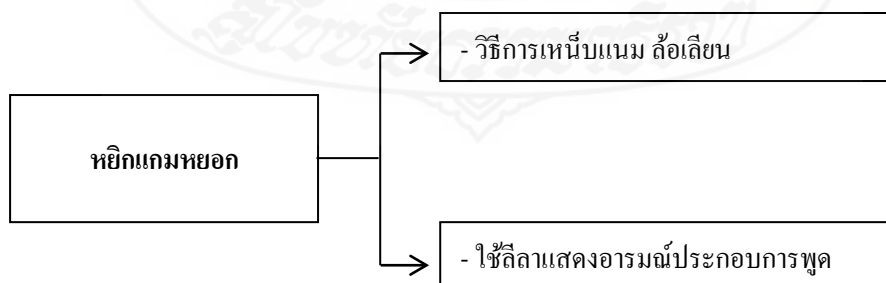 - วิธีการเหน็บแนม ล้อเลียน
หยิกแกมหยอก
- ใช้ลีลาแสดงอารมณ์ประกอบการพูด